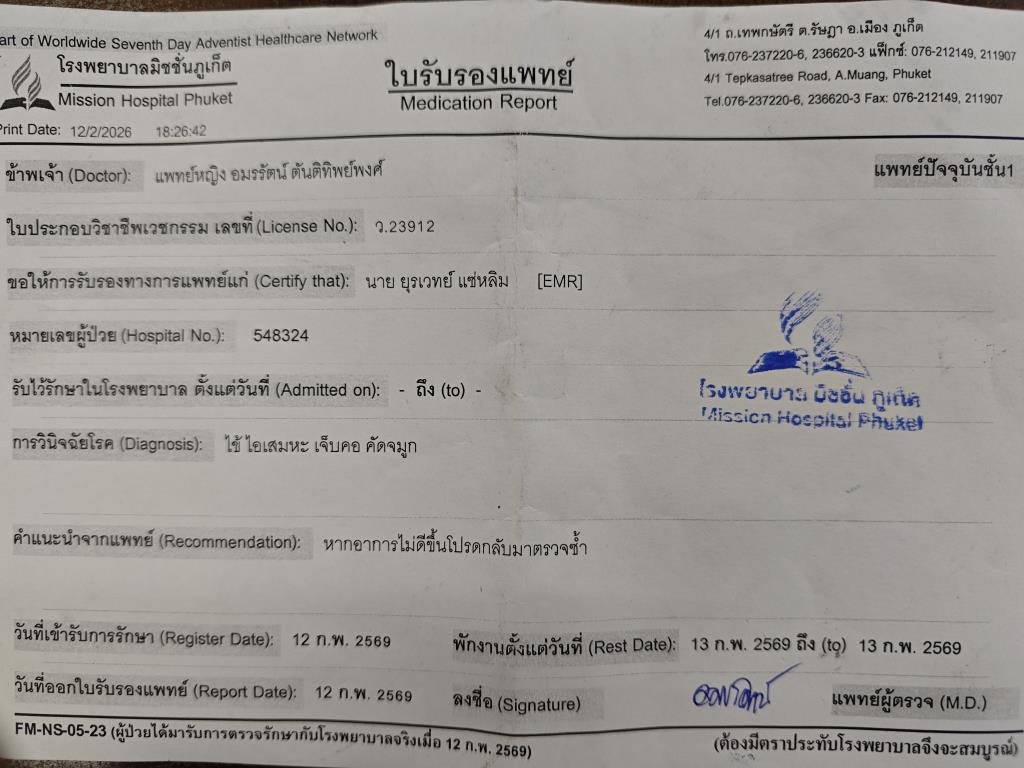 art of Worldwide Seventh Day Adventist Healthcare Network
โรงพยาบาลมิชชั่นภูเก็ต
Mission Hospital Phuket
Print Date: 12/2/2026 18:26:42
ใบรับรองแพทย์
Medication Report
4/1 ถ.เทพกษัตรี ต.รัษฎา อ.เมือง ภูเก็ต
โทร.076-237220-6, 236620-3 แฟ็กซ์: 076-212149, 211907
4/1 Tepkasatree Road, A.Muang, Phuket
Tel.076-237220-6, 236620-3 Fax: 076-212149, 211907
ข้าพเจ้า (Doctor): แพทย์หญิง อมรรัตน์ ตันติทิพย์พงศ์ แพทย์ปัจจุบันชั้น1
ใบประกอบวิชาชีพเวชกรรม เลขที่ (License No.): ว.23912
ขอให้การรับรองทางการแพทย์แก่ (Certify that): นาย ยุรเวทย์ แซ่หลิม [EMR]
หมายเลขผู้ป่วย (Hospital No.): 548324
รับไว้รักษาในโรงพยาบาล ตั้งแต่วันที่ (Admitted on): - ถึง (to) -
โรงพยาบาล มิชชั่น ภูเก็ต
Mission Hospital Phuket
การวินิจฉัยโรค (Diagnosis): ไข้ ไอเสมหะ เจ็บคอ คัดจมูก
คำแนะนำจากแพทย์ (Recommendation): หากอาการไม่ดีขึ้นโปรดกลับมาตรวจซ้ำ
วันที่เข้ารับการรักษา (Register Date): 12 ก.พ. 2569 พักงานตั้งแต่วันที่ (Rest Date): 13 ก.พ. 2569 ถึง (to) 13 ก.พ. 2569
วันที่ออกใบรับรองแพทย์ (Report Date): 12 ก.พ. 2569 ลงชื่อ (Signature) แพทย์ผู้ตรวจ (M.D.)
FM-NS-05-23 (ผู้ป่วยได้มารับการตรวจรักษากับโรงพยาบาลจริงเมื่อ 12 ก.พ. 2569) (ต้องมีตราประทับโรงพยาบาลจึงจะสมบูรณ์)